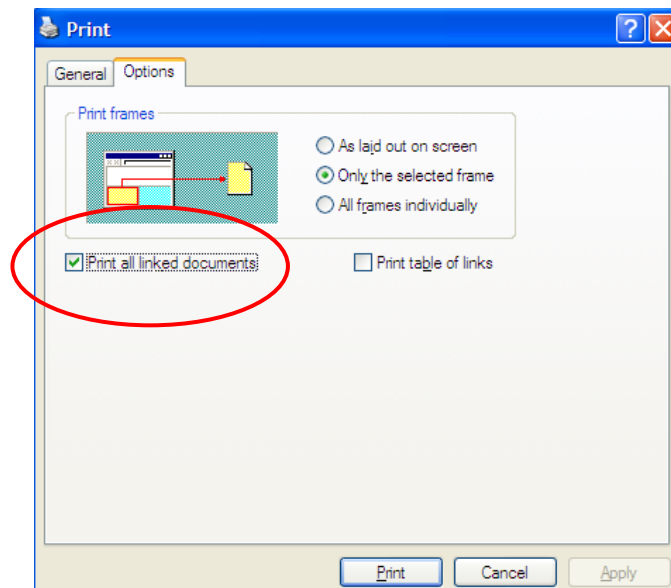 Print
General Options
Print frames
As laid out on screen
Only the selected frame
All frames individually
Print all linked documents Print table of links
Print Cancel Apply